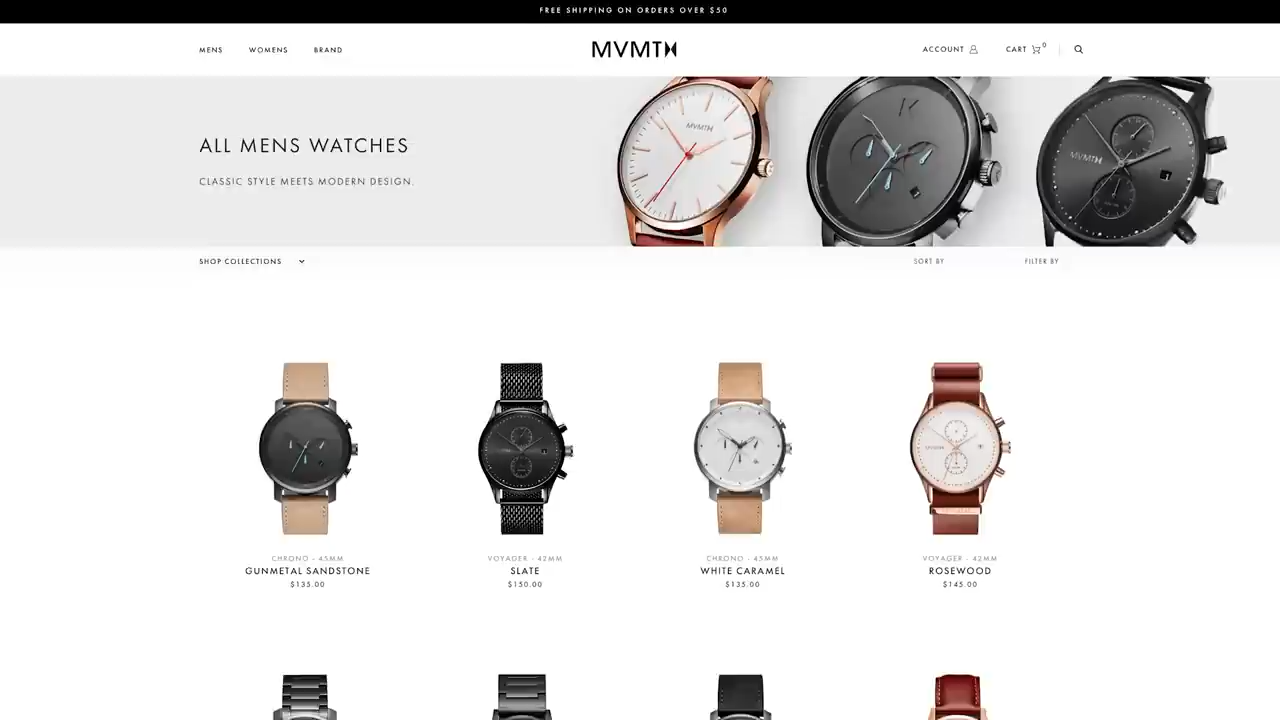 FREE SHIPPING ON ORDERS OVER $50
MENS WOMENS BRAND MVMT ACCOUNT CART 0
MVMT
MVMT
ALL MENS WATCHES
CLASSIC STYLE MEETS MODERN DESIGN.
SHOP COLLECTIONS SORT BY FILTER BY
CHRONO - 45MM VOYAGER - 42MM CHRONO - 45MM VOYAGER - 42MM
GUNMETAL SANDSTONE SLATE WHITE CARAMEL ROSEWOOD
$135.00 $150.00 $135.00 $145.00